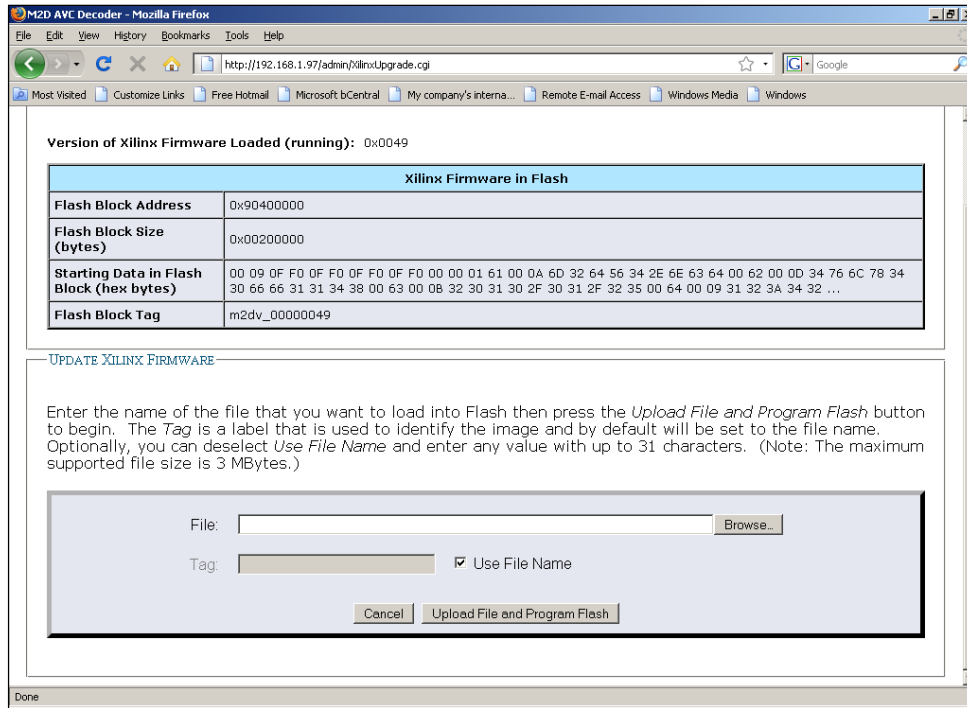 M2D AVC Decoder - Mozilla Firefox
File Edit View History Bookmarks Tools Help
http://192.168.1.97/admin/XilinxUpgrade.cgi
G Google
Most Visited Customize Links Free Hotmail Microsoft bCentral My company's interna... Remote E-mail Access Windows Media Windows
Version of Xilinx Firmware Loaded (running): 0x0049
Xilinx Firmware in Flash
Flash Block Address 0x90400000
Flash Block Size
(bytes) 0x00200000
Starting Data in Flash
Block (hex bytes)
00 09 0F F0 0F F0 0F F0 0F F0 00 00 01 61 00 0A 6D 32 64 56 34 2E 6E 63 64 00 62 00 0D 34 76 6C 78 34
30 66 66 31 31 34 38 00 63 00 0B 32 30 31 30 2F 30 31 2F 32 35 00 64 00 09 31 32 3A 34 32 ...
Flash Block Tag m2dv_00000049
UPDATE XILINX FIRMWARE
Enter the name of the file that you want to load into Flash then press the Upload File and Program Flash button
to begin. The Tag is a label that is used to identify the image and by default will be set to the file name.
Optionally, you can deselect Use File Name and enter any value with up to 31 characters. (Note: The maximum
supported file size is 3 MBytes.)
File: Browse...
Tag: Use File Name
Cancel Upload File and Program Flash
Done